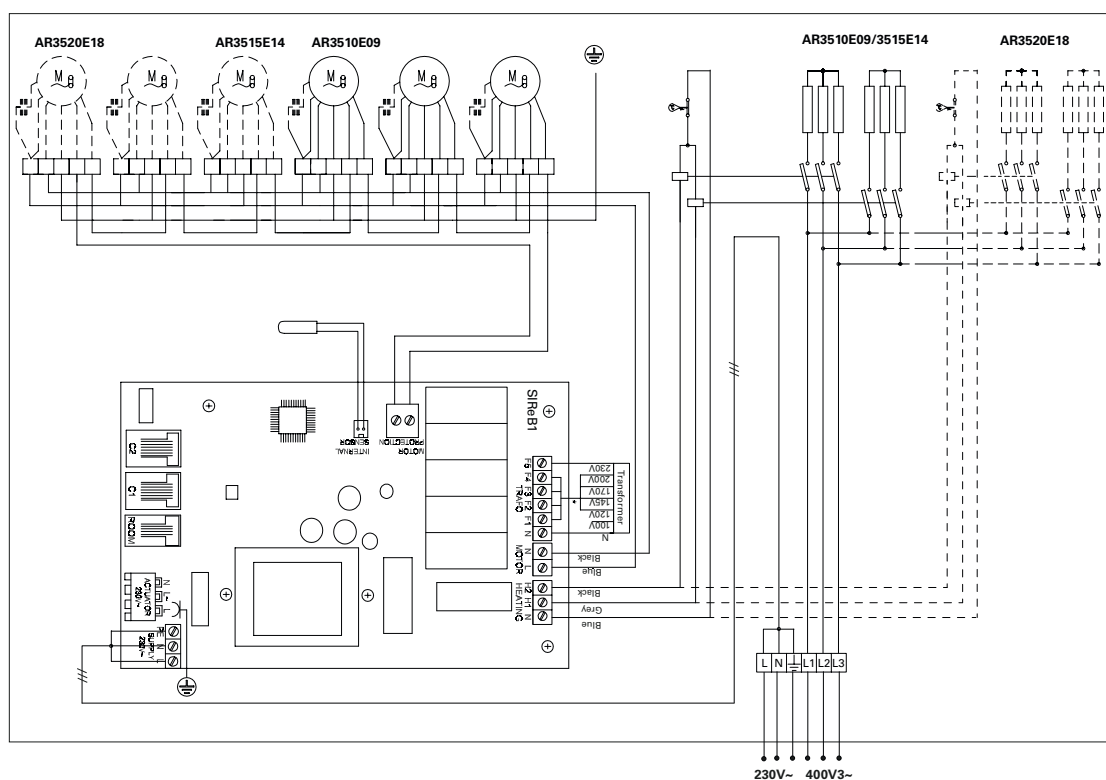 AR3520E18
AR3515E14
AR3510E09
AR3510E09/3515E14
AR3520E18
M
M
M
M
M
M
SIReB1
C2
C1
ROOM
INTERNAL
SENSOR
MOTOR
PROTECTION
F5
F4
F3
F2
F1
N
TRAFO
230V
200V
170V
145V
120V
100V
N
*
Transformer
N
L
MOTOR
Black
Blue
H2
H1
N
HEATING
Black
Grey
Blue
ACTUATOR
230V~
N
L~
L
PE
N
L
SUPPLY
230V~
L
N
L1
L2
L3
230V~
400V3~